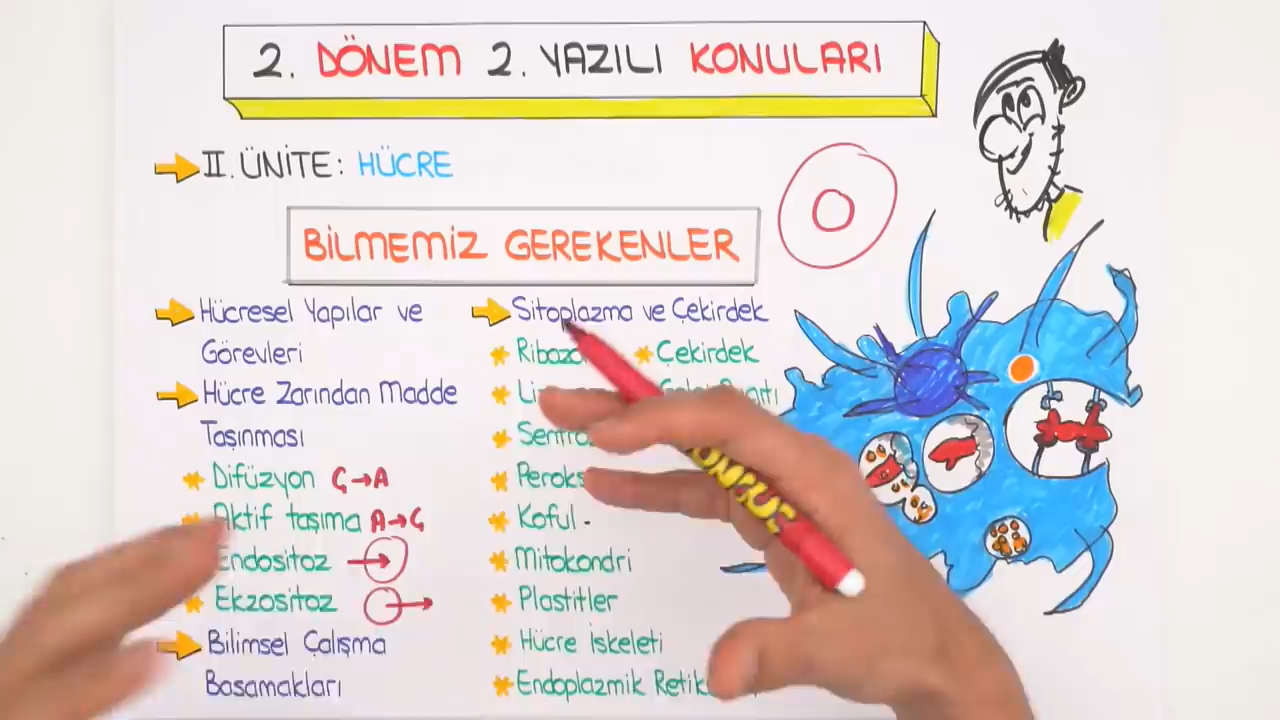 2. DÖNEM 2. YAZILI KONULARI
II. ÜNİTE: HÜCRE
BİLMEMİZ GEREKENLER
Hücresel Yapılar ve
Görevleri
Hücre Zarından Madde
Taşınması
Difüzyon Ç→A
Aktif taşıma A→Ç
Endositoz
Ekzositoz
Bilimsel Çalışma
Basamakları
Sitoplazma ve Çekirdek
Çekirdek
Koful
Mitokondri
Plastitler
Hücre İskeleti
Endoplazmik